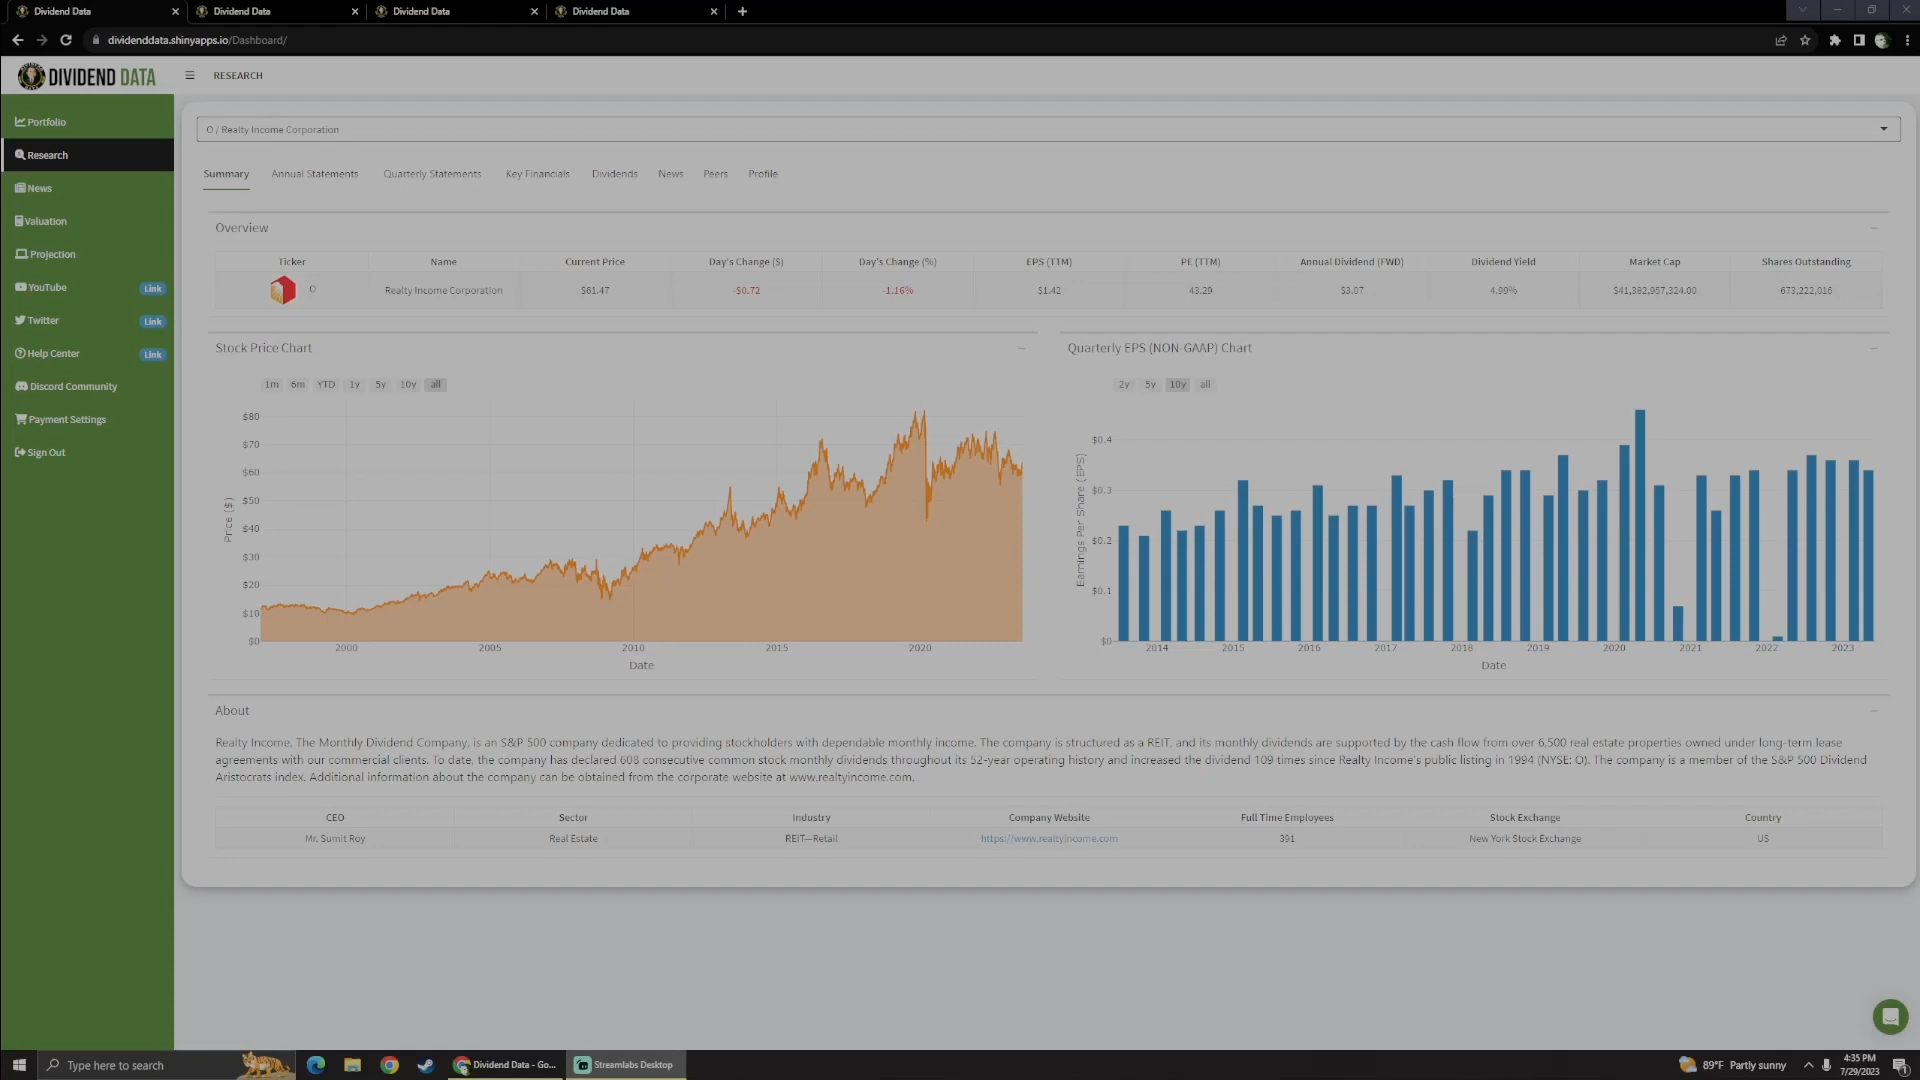 Dividend Data
Dividend Data
Dividend Data
Dividend Data
dividenddata.shinyapps.io/Dashboard/
DIVIDEND DATA
RESEARCH
Portfolio
Research
News
Valuation
Projection
YouTube Link
Twitter Link
Help Center Link
Discord Community
Payment Settings
Sign Out
O / Realty Income Corporation
Summary Annual Statements Quarterly Statements Key Financials Dividends News Peers Profile
Overview
Ticker Name Current Price Day's Change ($) Day's Change (%) EPS (TTM) PE (TTM) Annual Dividend (FWD) Dividend Yield Market Cap Shares Outstanding
O Realty Income Corporation $61.47 -$0.72 -1.16% $1.42 43.29 $3.07 4.99% $41,382,957,324.00 673,222,016
Stock Price Chart
1m 6m YTD 1y 5y 10y all
$80
$70
$60
$50
$40
$30
$20
$10
$0
Price ($)
2000 2005 2010 2015 2020
Date
Quarterly EPS (NON-GAAP) Chart
2y 5y 10y all
$0.4
$0.3
$0.2
$0.1
$0
Earnings Per Share (EPS)
2014 2015 2016 2017 2018 2019 2020 2021 2022 2023
Date
About
Realty Income, The Monthly Dividend Company, is an S&P 500 company dedicated to providing stockholders with dependable monthly income. The company is structured as a REIT, and its monthly dividends are supported by the cash flow from over 6,500 real estate properties owned under long-term lease
agreements with our commercial clients. To date, the company has declared 608 consecutive common stock monthly dividends throughout its 52-year operating history and increased the dividend 109 times since Realty Income's public listing in 1994 (NYSE: O). The company is a member of the S&P 500 Dividend
Aristocrats index. Additional information about the company can be obtained from the corporate website at www.realtyincome.com.
CEO Sector Industry Company Website Full Time Employees Stock Exchange Country
Mr. Sumit Roy Real Estate REIT—Retail https://www.realtyincome.com 391 New York Stock Exchange US
Type here to search
Dividend Data - Go...
Streamlabs Desktop
89°F Partly sunny
4:35 PM
7/29/2023
1